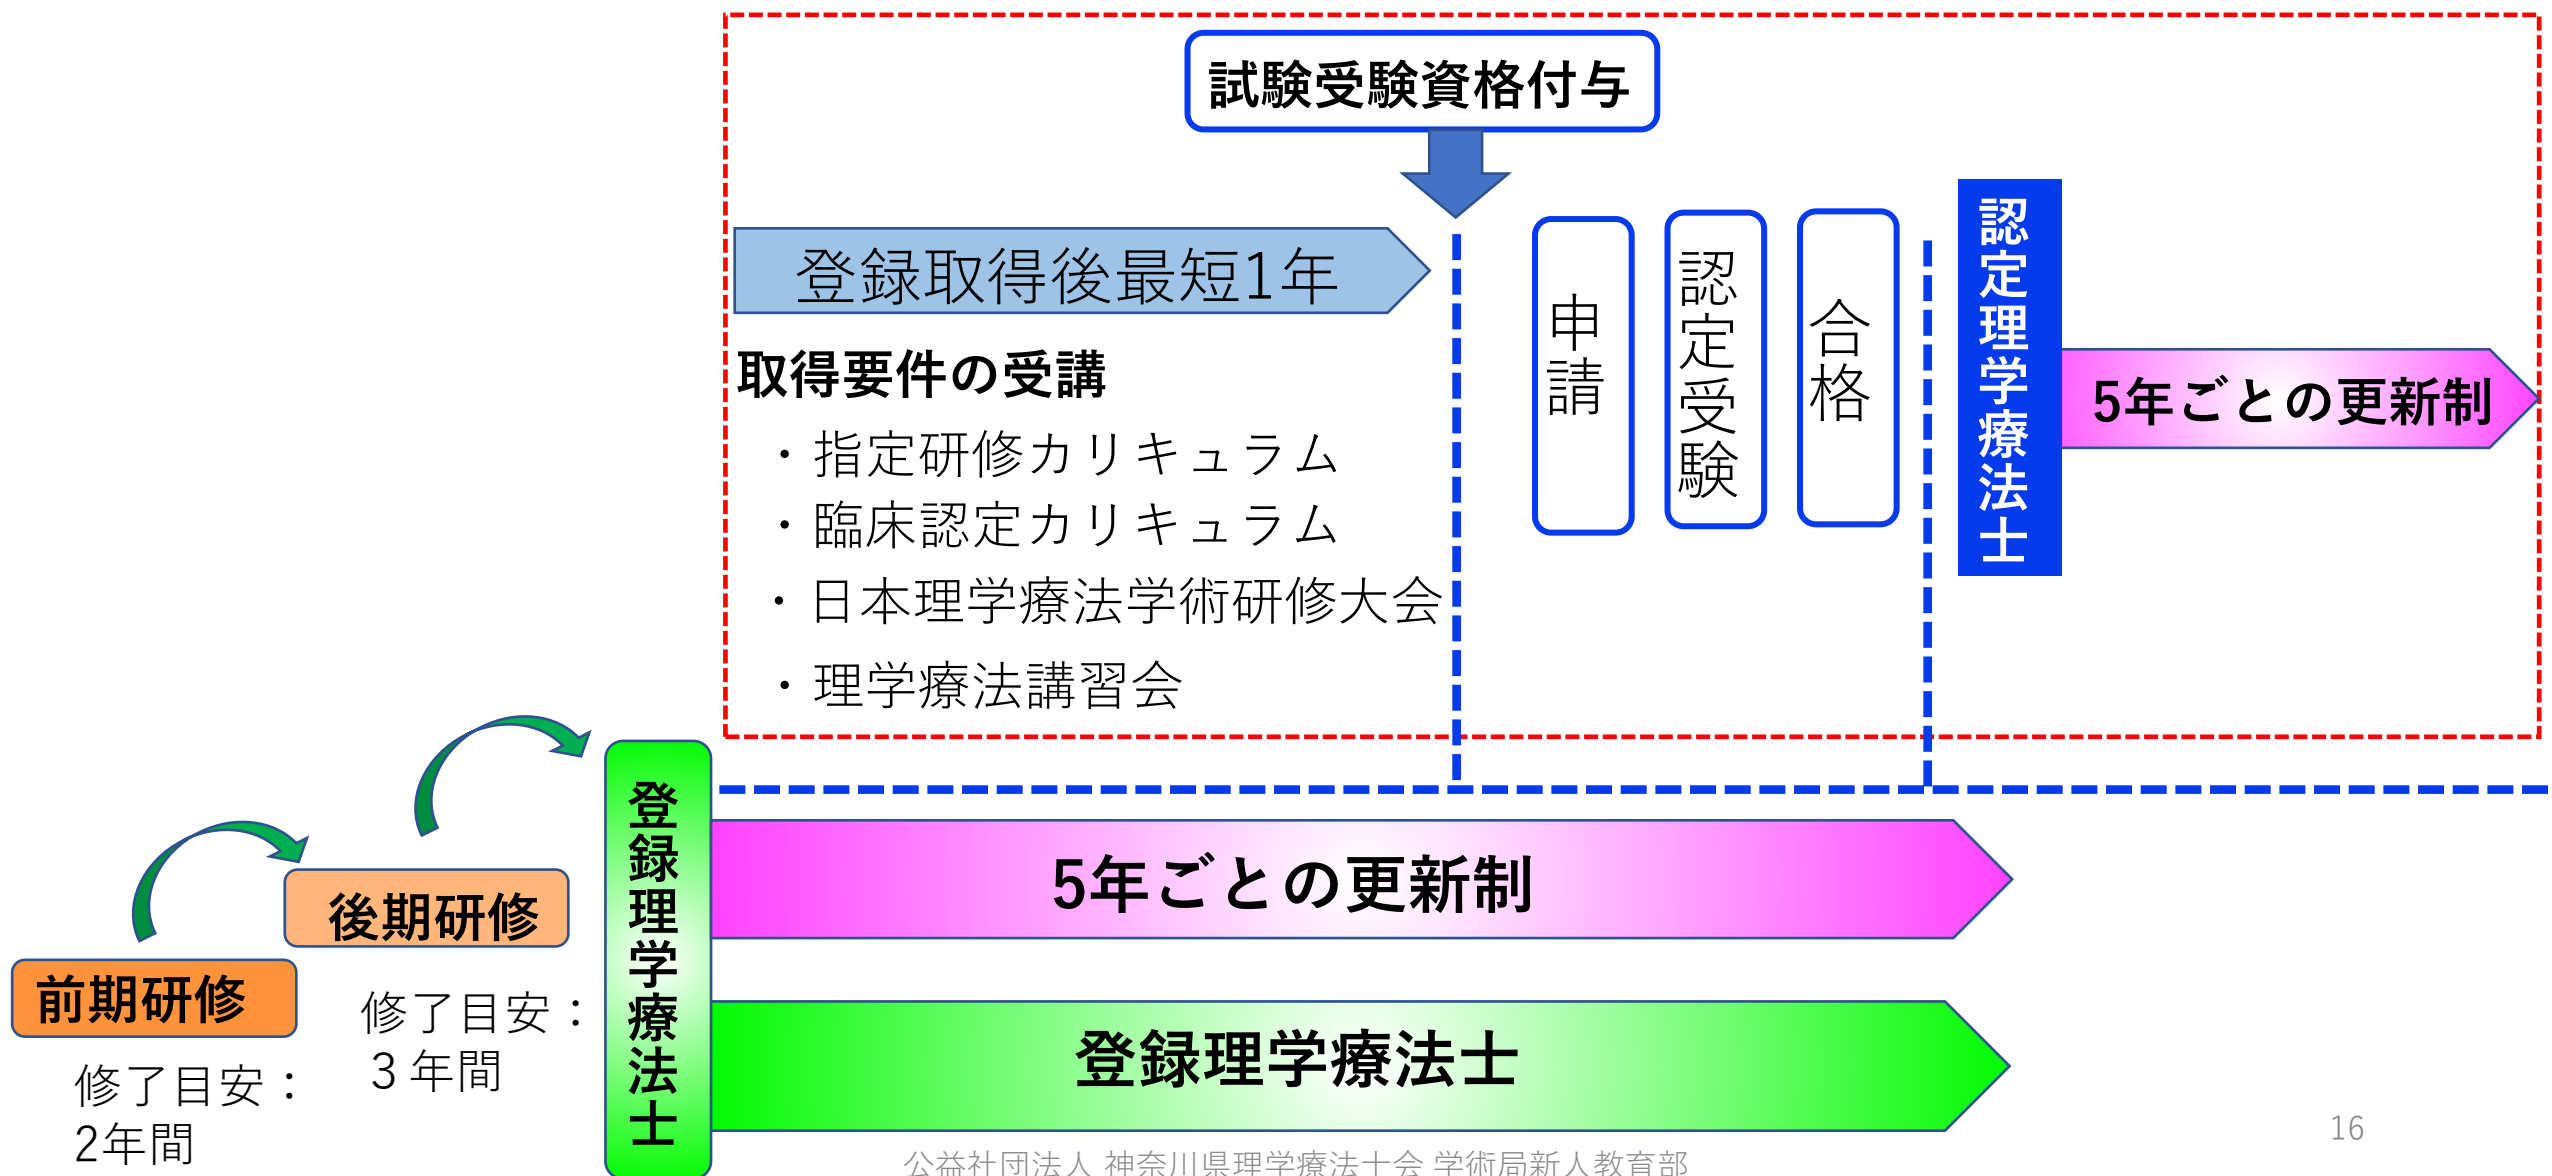 試験受験資格付与
登録取得後最短1年
取得要件の受講
・指定研修カリキュラム
・臨床認定カリキュラム
・日本理学療法学術研修大会
・理学療法講習会
申請
認定受験
合格
認定理学療法士
5年ごとの更新制
前期研修
修了目安：
2年間
後期研修
修了目安：
３年間
登録理学療法士
5年ごとの更新制
登録理学療法士
公益社団法人 神奈川県理学療法士会 学術局新人教育部
16